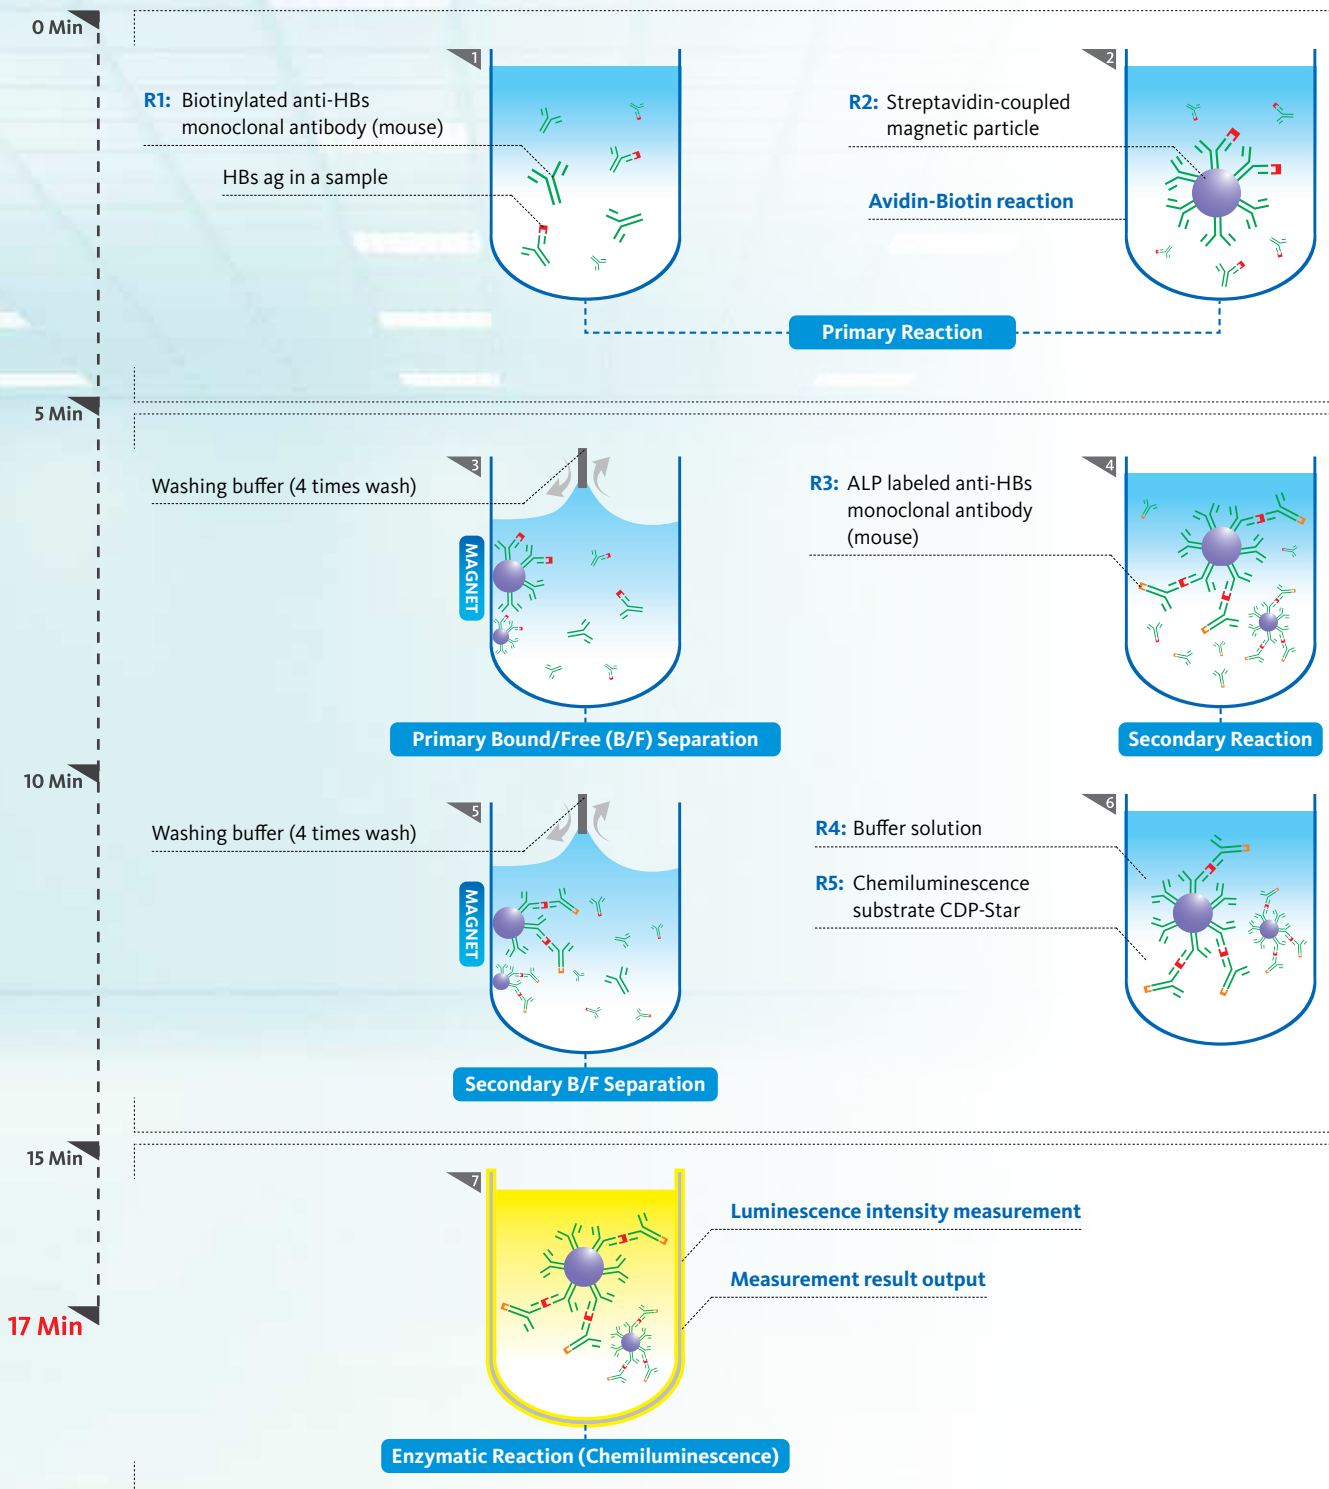 0 Min
1
R1: Biotinylated anti-HBs
monoclonal antibody (mouse)
HBs ag in a sample
2
R2: Streptavidin-coupled
magnetic particle
Avidin-Biotin reaction
Primary Reaction
5 Min
3
Washing buffer (4 times wash)
MAGNET
Primary Bound/Free (B/F) Separation
4
R3: ALP labeled anti-HBs
monoclonal antibody
(mouse)
Secondary Reaction
10 Min
5
Washing buffer (4 times wash)
MAGNET
Secondary B/F Separation
6
R4: Buffer solution
R5: Chemiluminescence
substrate CDP-Star
15 Min
7
Luminescence intensity measurement
Measurement result output
17 Min
Enzymatic Reaction (Chemiluminescence)